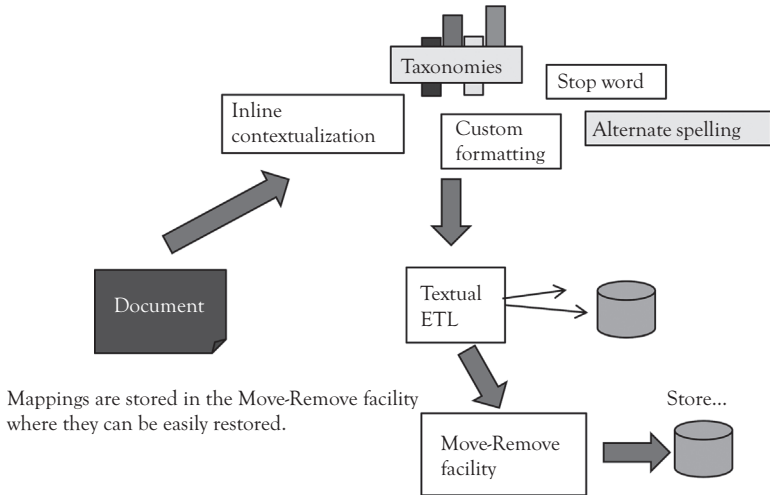 Taxonomies
Stop word
Inline
contextualization
Custom
formatting
Alternate spelling
Document
Textual
ETL
Mappings are stored in the Move-Remove facility
where they can be easily restored.
Store...
Move-Remove
facility